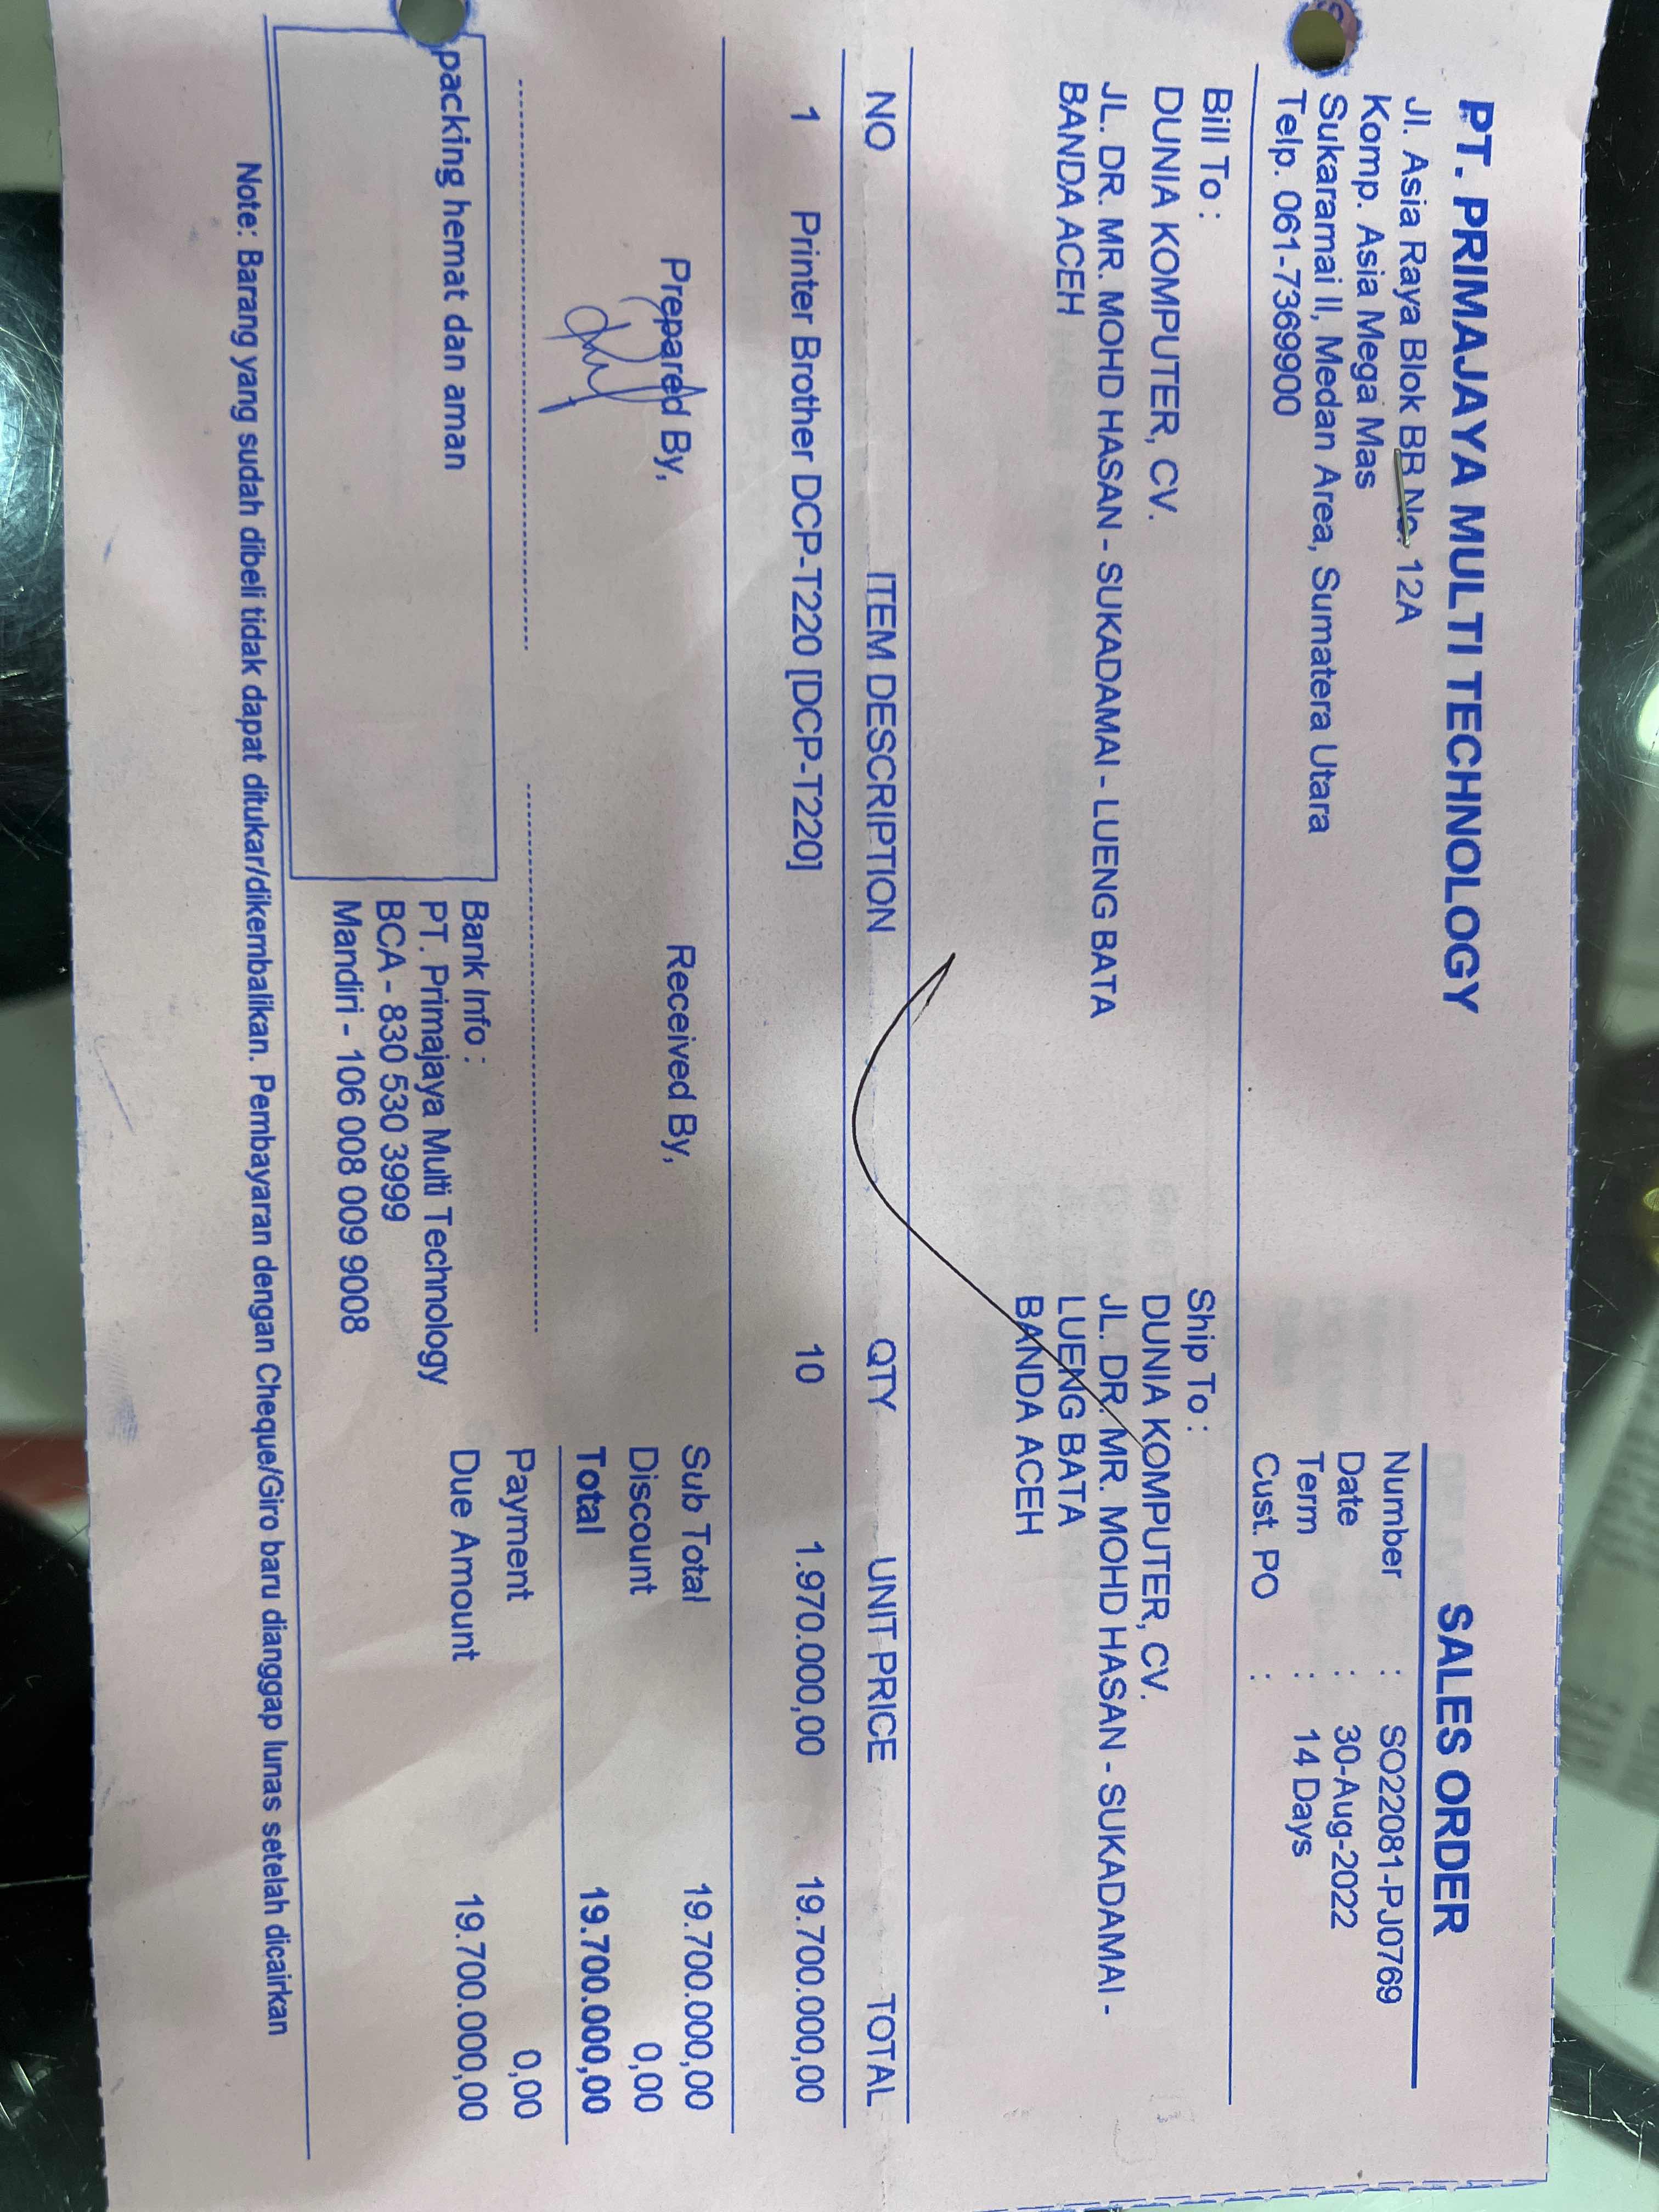 PT. PRIMAJAYA MULTI TECHNOLOGY
Jl. Asia Raya Blok BB No. 12A
Komp. Asia Mega Mas
Sukaramai II, Medan Area, Sumatera Utara
Telp. 061-7369900
SALES ORDER
Number : SO22081-PJ0769
Date : 30-Aug-2022
Term : 14 Days
Cust. PO :
Bill To :
DUNIA KOMPUTER, CV.
JL. DR. MR. MOHD HASAN - SUKADAMAI - LUENG BATA
BANDA ACEH
Ship To :
DUNIA KOMPUTER, CV.
JL. DR. MR. MOHD HASAN - SUKADAMAI -
LUENG BATA
BANDA ACEH
NO ITEM DESCRIPTION QTY UNIT PRICE TOTAL
1 Printer Brother DCP-T220 [DCP-T220] 10 1.970.000,00 19.700.000,00
Prepared By,
Received By,
Sub Total 19.700.000,00
Discount 0,00
Total 19.700.000,00
Payment 0,00
Due Amount 19.700.000,00
packing hemat dan aman
Bank Info :
PT. Primajaya Multi Technology
BCA - 830 530 3999
Mandiri - 106 008 009 9008
Note: Barang yang sudah dibeli tidak dapat ditukar/dikembalikan. Pembayaran dengan Cheque/Giro baru dianggap lunas setelah dicairkan